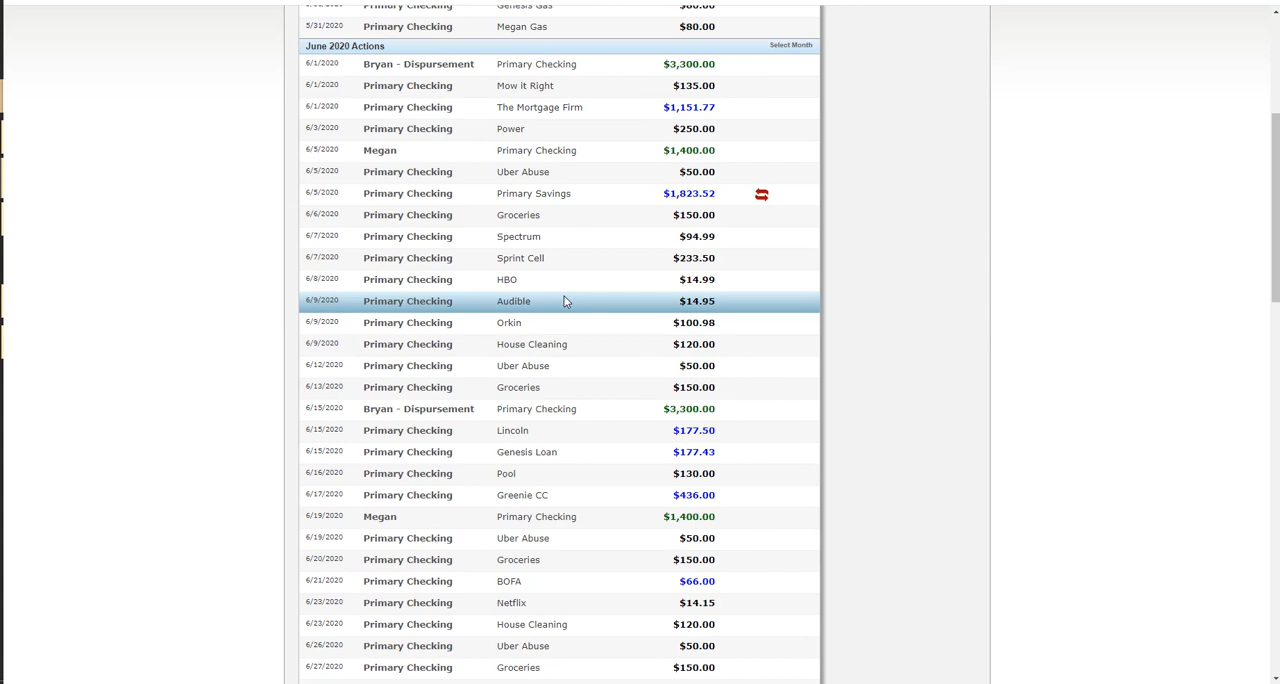 Genesis Gas $80.00
5/31/2020 Primary Checking Megan Gas $80.00
June 2020 Actions Select Month
6/1/2020 Bryan - Dispursement Primary Checking $3,300.00
6/1/2020 Primary Checking Mow it Right $135.00
6/1/2020 Primary Checking The Mortgage Firm $1,151.77
6/3/2020 Primary Checking Power $250.00
6/5/2020 Megan Primary Checking $1,400.00
6/5/2020 Primary Checking Uber Abuse $50.00
6/5/2020 Primary Checking Primary Savings $1,823.52
6/6/2020 Primary Checking Groceries $150.00
6/7/2020 Primary Checking Spectrum $94.99
6/7/2020 Primary Checking Sprint Cell $233.50
6/8/2020 Primary Checking HBO $14.99
6/9/2020 Primary Checking Audible $14.95
6/9/2020 Primary Checking Orkin $100.98
6/9/2020 Primary Checking House Cleaning $120.00
6/12/2020 Primary Checking Uber Abuse $50.00
6/13/2020 Primary Checking Groceries $150.00
6/15/2020 Bryan - Dispursement Primary Checking $3,300.00
6/15/2020 Primary Checking Lincoln $177.50
6/15/2020 Primary Checking Genesis Loan $177.43
6/16/2020 Primary Checking Pool $130.00
6/17/2020 Primary Checking Greenie CC $436.00
6/19/2020 Megan Primary Checking $1,400.00
6/19/2020 Primary Checking Uber Abuse $50.00
6/20/2020 Primary Checking Groceries $150.00
6/21/2020 Primary Checking BOFA $66.00
6/23/2020 Primary Checking Netflix $14.15
6/23/2020 Primary Checking House Cleaning $120.00
6/26/2020 Primary Checking Uber Abuse $50.00
6/27/2020 Primary Checking Groceries $150.00